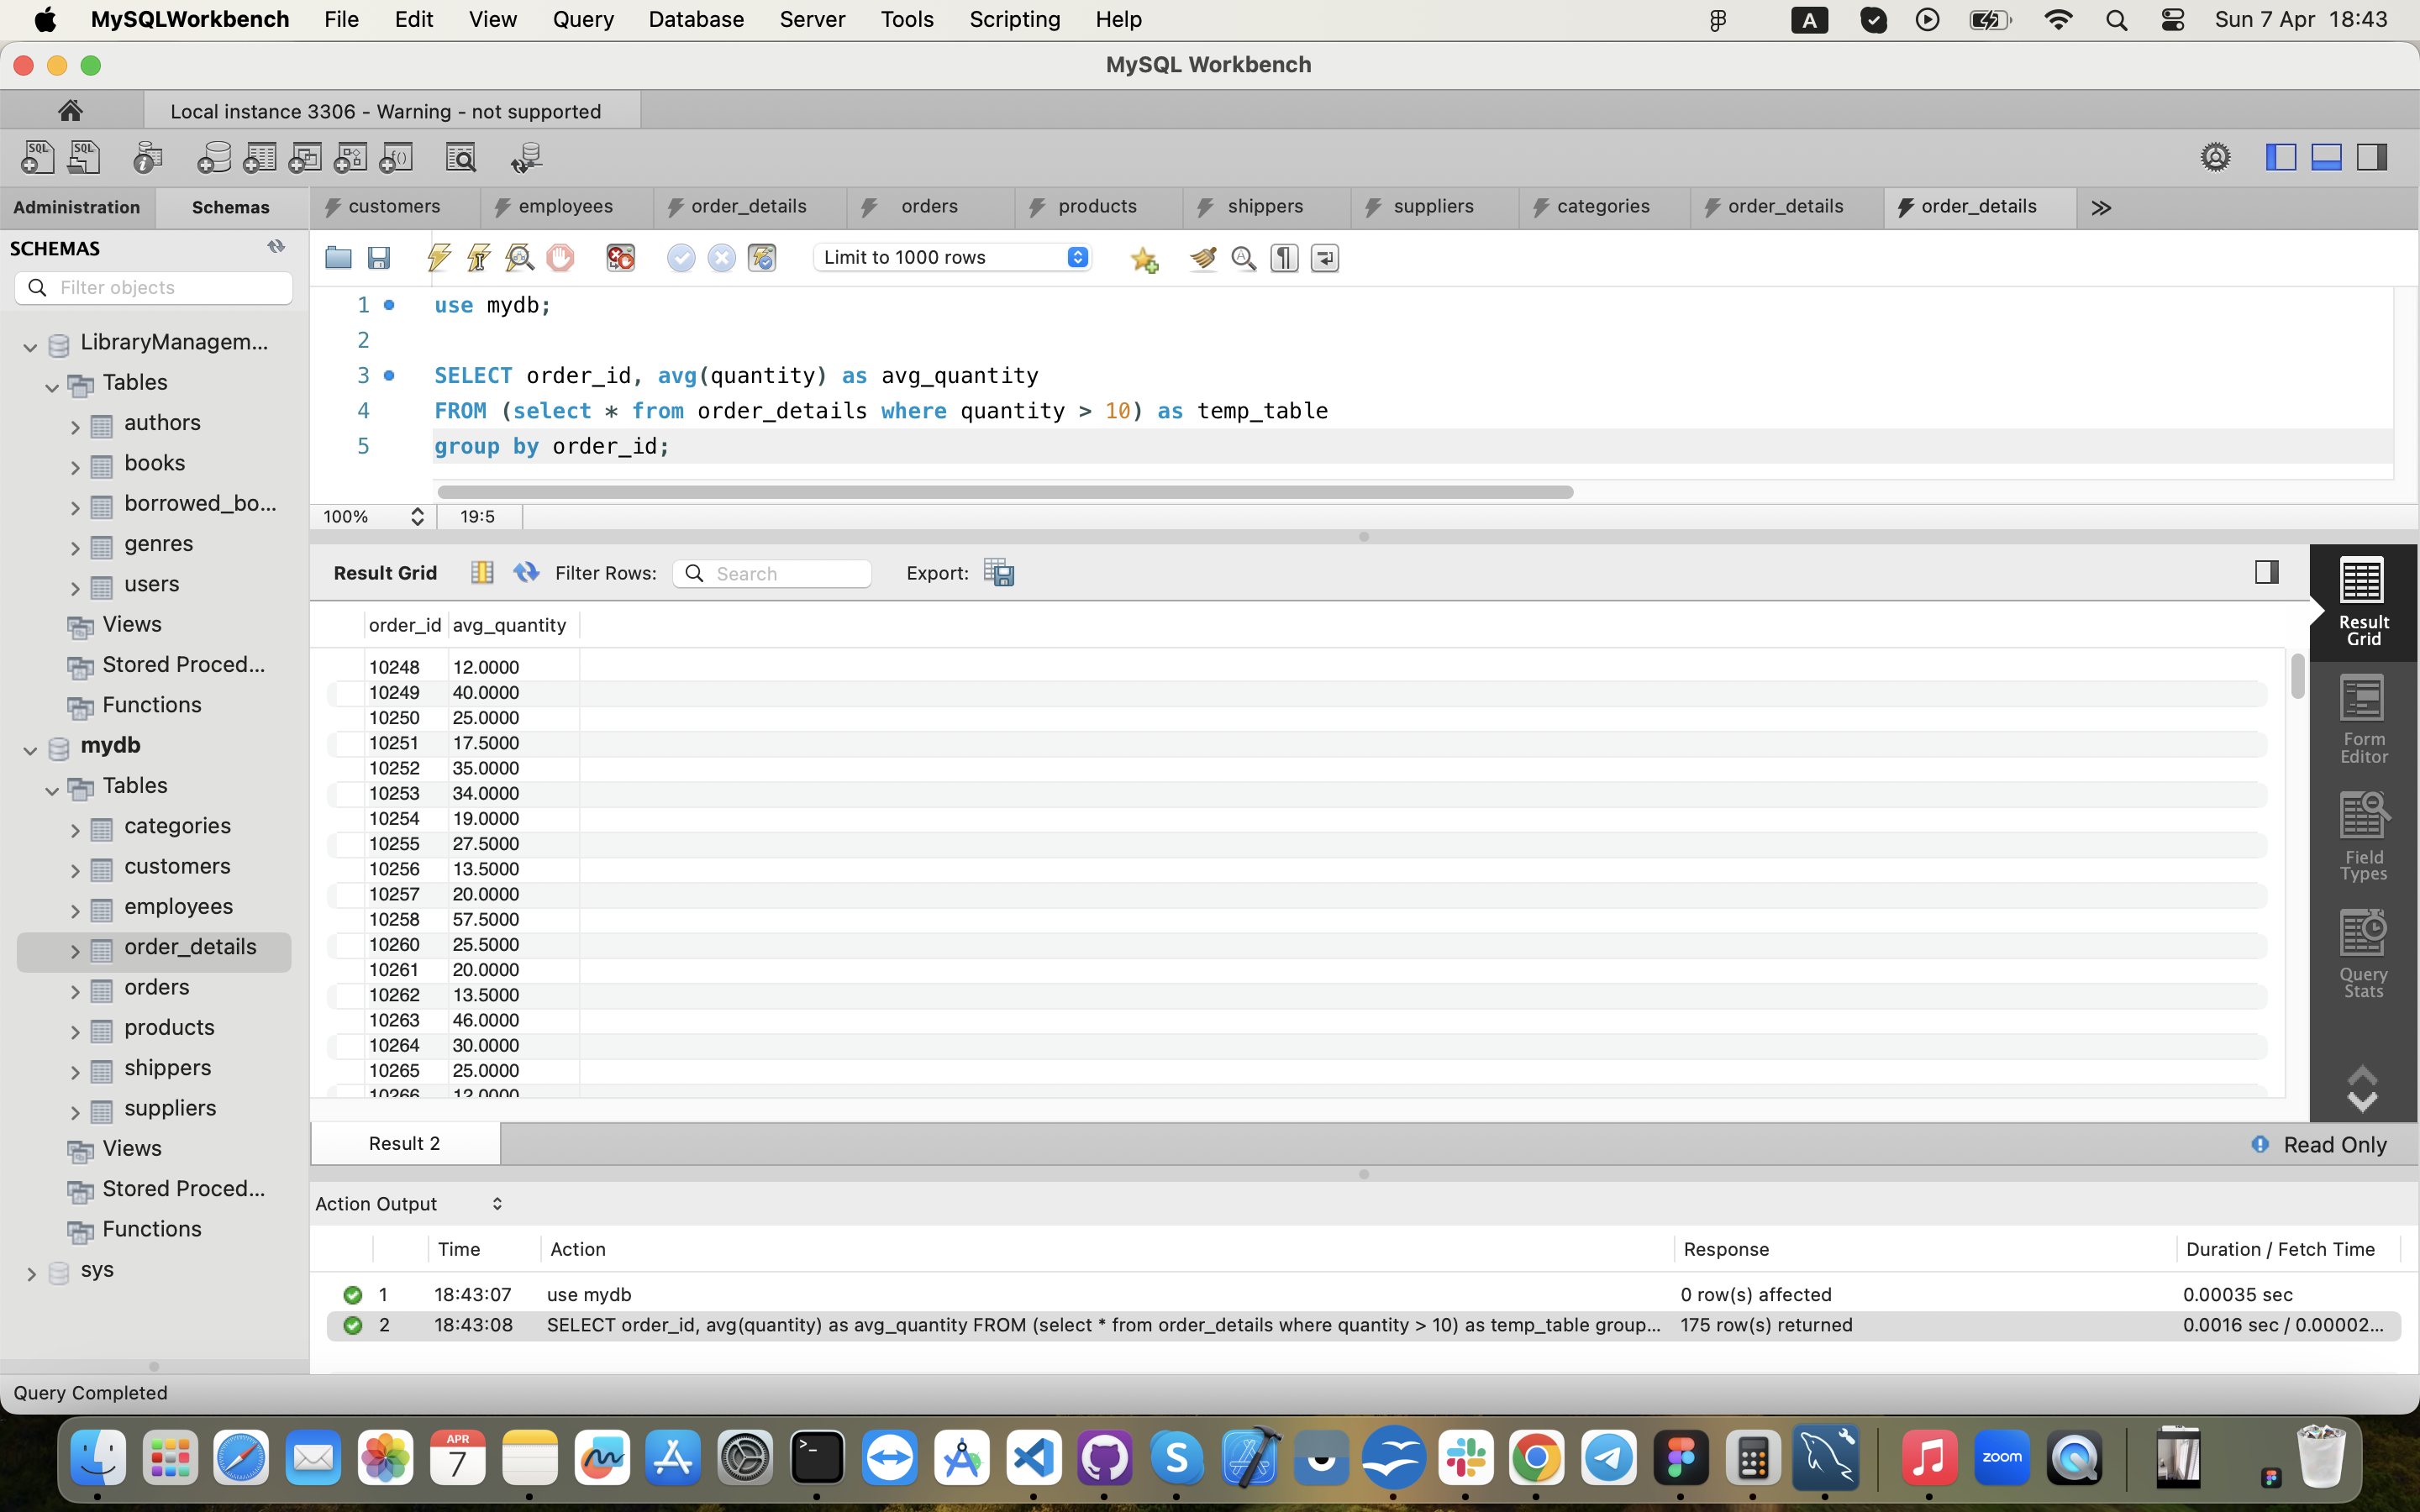 MySQLWorkbench File Edit View Query Database Server Tools Scripting Help A Sun 7 Apr 18:43
MySQL Workbench
Local instance 3306 - Warning - not supported
Administration Schemas customers employees order_details orders products shippers suppliers categories order_details order_details
SCHEMAS
Filter objects
LibraryManagem...
Tables
authors
books
borrowed_bo...
genres
users
Views
Stored Proced...
Functions
mydb
Tables
categories
customers
employees
order_details
orders
products
shippers
suppliers
Views
Stored Proced...
Functions
sys
Limit to 1000 rows
1 use mydb;
2
3 SELECT order_id, avg(quantity) as avg_quantity
4 FROM (select * from order_details where quantity > 10) as temp_table
5 group by order_id;
100% 19:5
Result Grid Filter Rows: Search Export:
order_id avg_quantity
10248 12.0000
10249 40.0000
10250 25.0000
10251 17.5000
10252 35.0000
10253 34.0000
10254 19.0000
10255 27.5000
10256 13.5000
10257 20.0000
10258 57.5000
10260 25.5000
10261 20.0000
10262 13.5000
10263 46.0000
10264 30.0000
10265 25.0000
10266 12.0000
Result Grid
Form Editor
Field Types
Query Stats
Result 2 Read Only
Action Output
Time Action Response Duration / Fetch Time
1 18:43:07 use mydb 0 row(s) affected 0.00035 sec
2 18:43:08 SELECT order_id, avg(quantity) as avg_quantity FROM (select * from order_details where quantity > 10) as temp_table group... 175 row(s) returned 0.0016 sec / 0.00002...
Query Completed
APR
7
zoom